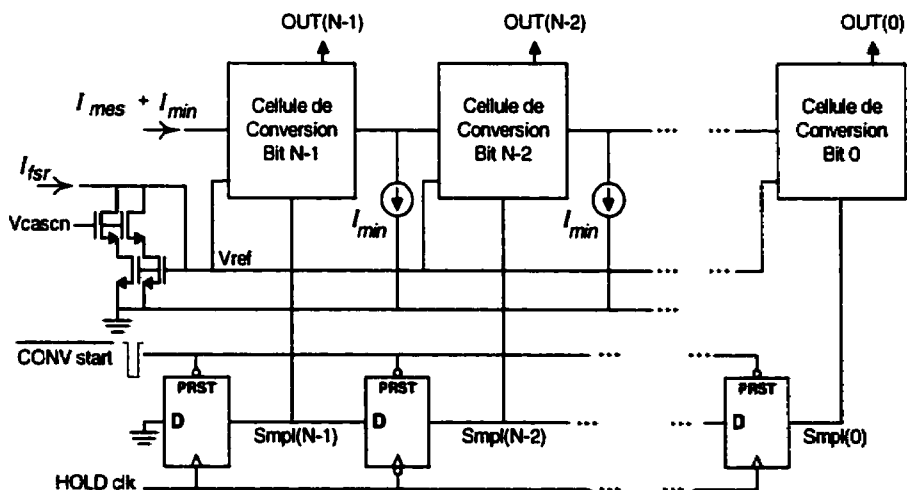 OUT(N-1)
OUT(N-2)
OUT(0)
I mes + I min
Cellule de
Conversion
Bit N-1
Cellule de
Conversion
Bit N-2
Cellule de
Conversion
Bit 0
I fsr
Vcascn
I min
I min
Vref
CONV start
PRST
D
Smpl(N-1)
PRST
D
Smpl(N-2)
PRST
D
Smpl(0)
HOLD clk